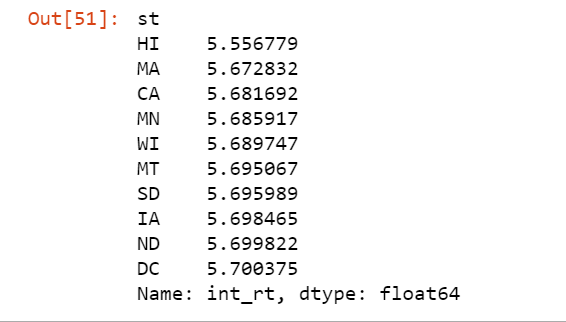 Out[51]: st
HI 5.556779
MA 5.672832
CA 5.681692
MN 5.685917
WI 5.689747
MT 5.695067
SD 5.695989
IA 5.698465
ND 5.699822
DC 5.700375
Name: int_rt, dtype: float64